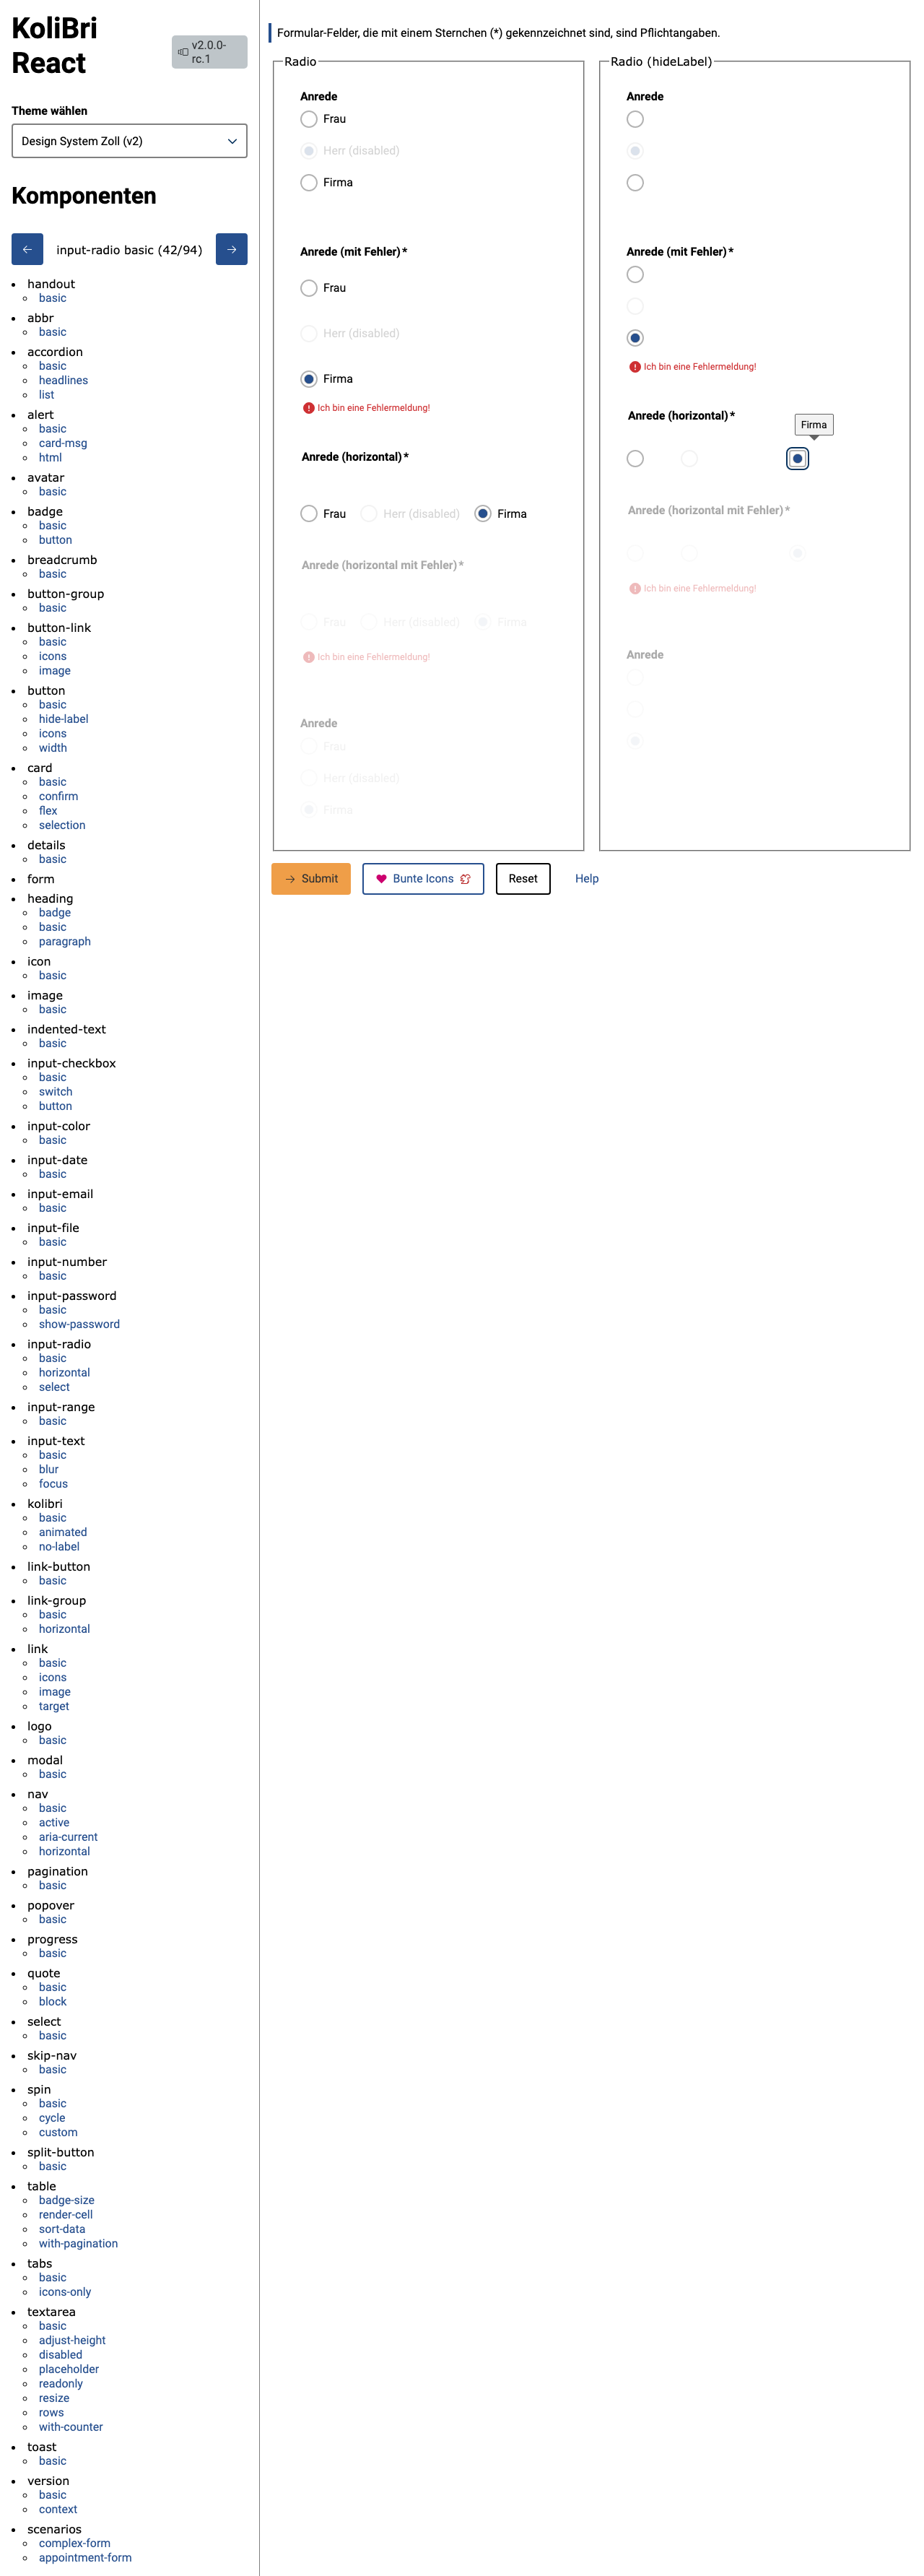 KoliBri
React
v2.0.0-
rc.1
Theme wählen
Design System Zoll (v2)
Komponenten
input-radio basic (42/94)
handout
basic
abbr
basic
accordion
basic
headlines
list
alert
basic
card-msg
html
avatar
basic
badge
basic
button
breadcrumb
basic
button-group
basic
button-link
basic
icons
image
button
basic
hide-label
icons
width
card
basic
confirm
flex
selection
details
basic
form
heading
badge
basic
paragraph
icon
basic
image
basic
indented-text
basic
input-checkbox
basic
switch
button
input-color
basic
input-date
basic
input-email
basic
input-file
basic
input-number
basic
input-password
basic
show-password
input-radio
basic
horizontal
select
input-range
basic
input-text
basic
blur
focus
kolibri
basic
animated
no-label
link-button
basic
link-group
basic
horizontal
link
basic
icons
image
target
logo
basic
modal
basic
nav
basic
active
aria-current
horizontal
pagination
basic
popover
basic
progress
basic
quote
basic
block
select
basic
skip-nav
basic
spin
basic
cycle
custom
split-button
basic
table
badge-size
render-cell
sort-data
with-pagination
tabs
basic
icons-only
textarea
basic
adjust-height
disabled
placeholder
readonly
resize
rows
with-counter
toast
basic
version
basic
context
scenarios
complex-form
appointment-form
Formular-Felder, die mit einem Sternchen (*) gekennzeichnet sind, sind Pflichtangaben.
Radio
Anrede
Frau
Herr (disabled)
Firma
Anrede (mit Fehler)*
Frau
Herr (disabled)
Firma
Ich bin eine Fehlermeldung!
Anrede (horizontal)*
Frau Herr (disabled) Firma
Anrede (horizontal mit Fehler)*
Frau Herr (disabled) Firma
Ich bin eine Fehlermeldung!
Anrede
Frau
Herr (disabled)
Firma
Radio (hideLabel)
Anrede
Anrede (mit Fehler)*
Ich bin eine Fehlermeldung!
Anrede (horizontal)*
Firma
Anrede (horizontal mit Fehler)*
Ich bin eine Fehlermeldung!
Anrede
Submit Bunte Icons Reset Help